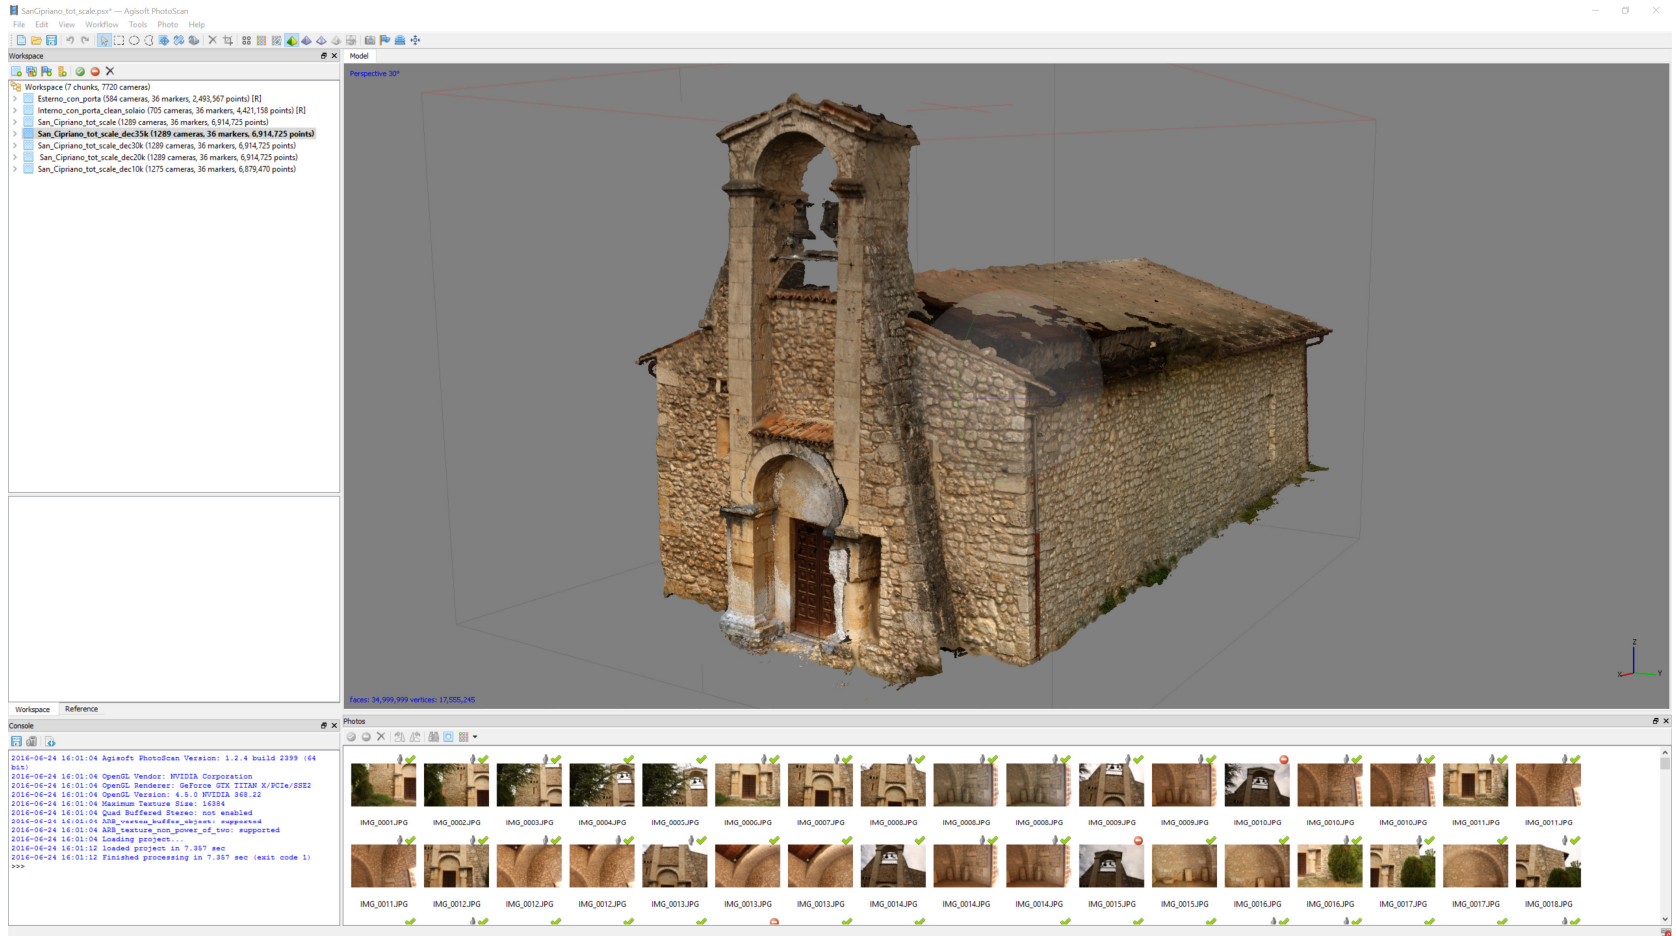 SanCipriano_tot_scale.psx* — Agisoft PhotoScan
File Edit View Workflow Tools Photo Help
Workspace
Model
Perspective 30°
Workspace (7 chunks, 7720 cameras)
Esterno_con_porta (584 cameras, 36 markers, 2,493,567 points) [R]
Interno_con_porta_clean_solaio (705 cameras, 36 markers, 4,421,158 points) [R]
San_Cipriano_tot_scale (1289 cameras, 36 markers, 6,914,725 points)
San_Cipriano_tot_scale_dec35k (1289 cameras, 36 markers, 6,914,725 points)
San_Cipriano_tot_scale_dec30k (1289 cameras, 36 markers, 6,914,725 points)
San_Cipriano_tot_scale_dec20k (1289 cameras, 36 markers, 6,914,725 points)
San_Cipriano_tot_scale_dec10k (1275 cameras, 36 markers, 6,879,470 points)
Z
X
Y
Faces: 34,999,999 vertices: 17,555,245
Workspace Reference
Console
2016-06-24 16:01:04 Agisoft PhotoScan Version: 1.2.4 build 2399 (64
bit)
2016-06-24 16:01:04 OpenGL Vendor: NVIDIA Corporation
2016-06-24 16:01:04 OpenGL Renderer: GeForce GTX TITAN X/PCIe/SSE2
2016-06-24 16:01:04 OpenGL Version: 4.5.0 NVIDIA 368.22
2016-06-24 16:01:04 Maximum Texture Size: 16384
2016-06-24 16:01:04 Quad Buffered Stereo: not enabled
2016-06-24 16:01:04 ARB_vertex_buffer_object: supported
2016-06-24 16:01:04 ARB_texture_non_power_of_two: supported
2016-06-24 16:01:04 Loading project...
2016-06-24 16:01:12 loaded project in 7.357 sec
2016-06-24 16:01:12 Finished processing in 7.357 sec (exit code 1)
>>>
Photos
IMG_0001.JPG IMG_0002.JPG IMG_0003.JPG IMG_0004.JPG IMG_0005.JPG IMG_0006.JPG IMG_0007.JPG IMG_0008.JPG IMG_0008.JPG IMG_0008.JPG IMG_0009.JPG IMG_0009.JPG IMG_0010.JPG IMG_0010.JPG IMG_0010.JPG IMG_0011.JPG IMG_0011.JPG
IMG_0011.JPG IMG_0012.JPG IMG_0012.JPG IMG_0012.JPG IMG_0013.JPG IMG_0013.JPG IMG_0013.JPG IMG_0014.JPG IMG_0014.JPG IMG_0014.JPG IMG_0015.JPG IMG_0015.JPG IMG_0016.JPG IMG_0016.JPG IMG_0017.JPG IMG_0017.JPG IMG_0018.JPG